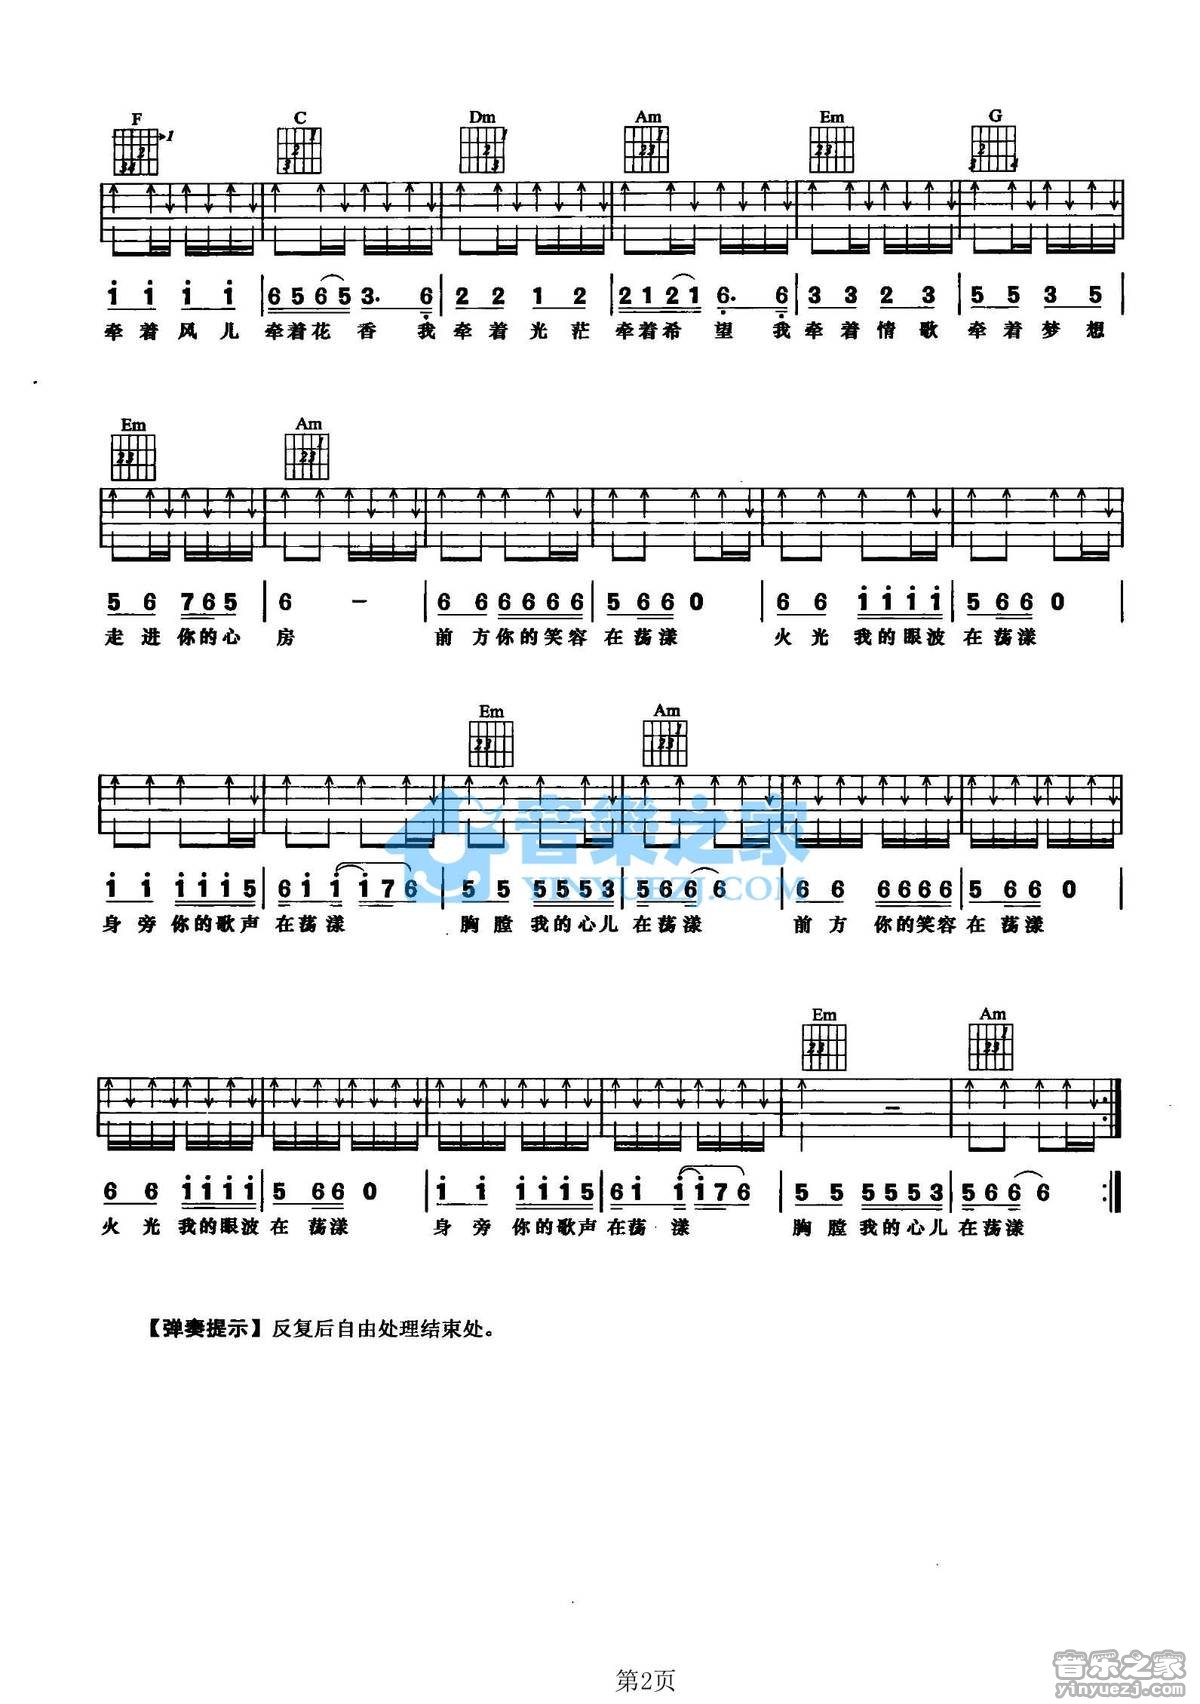 F C Dm Am Em G
1 1 1 1 | 6 5 6 5 3. 6 | 2 2 1 2 | 2 1 2 1 6. 6 | 3 3 2 3 | 5 5 3 5 |
牵着风儿 牵着花香 我 牵着光茫 牵着希望 我 牵着情歌 牵着梦想
Em Am
5 6 7 6 5 | 6 - | 6 6 6 6 6 6 | 5 6 6 0 | 6 6 1 1 1 1 | 5 6 6 0 |
走进你的心房 前方你的笑容在荡漾 火光我的眼波在荡漾
Em Am
1 1 1 1 1 5 | 6 1 1 1 7 6 | 5 5 5 5 5 3 | 5 6 6 6 | 6 6 6 6 6 6 | 5 6 6 0 |
身旁你的歌声在荡漾 胸膛我的心儿在荡漾 前方你的笑容在荡漾
音樂之家
YINYUEZJ.COM
Em Am
6 6 1 1 1 1 | 5 6 6 0 | 1 1 1 1 1 5 | 6 1 1 1 7 6 | 5 5 5 5 5 3 | 5 6 6 6 :|
火光我的眼波在荡漾 身旁你的歌声在荡漾 胸膛我的心儿在荡漾
【弹奏提示】反复后自由处理结束处。
第2页
音乐之家
yinyuezj.com